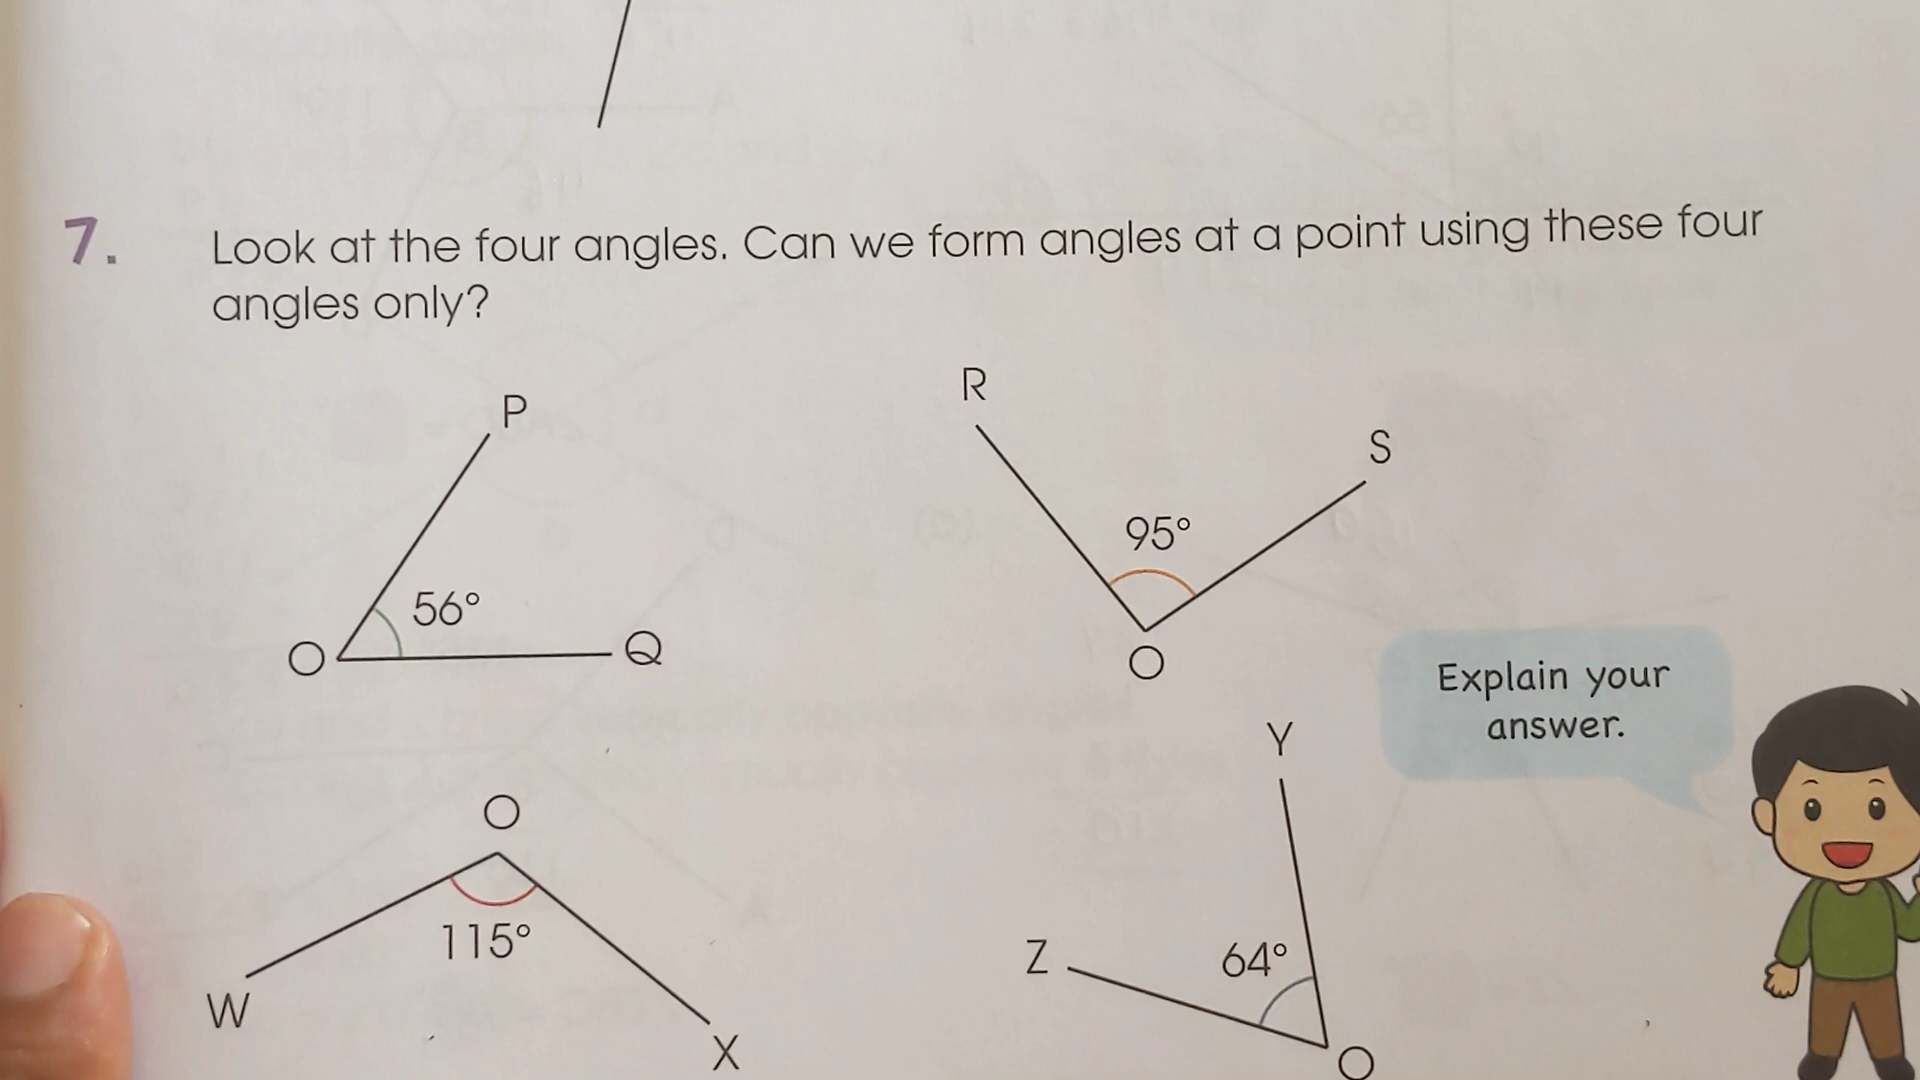 7. Look at the four angles. Can we form angles at a point using these four
angles only?
P
R
S
95°
56°
O
Q
O
Explain your
answer.
Y
O
115°
Z
64°
W
X
O